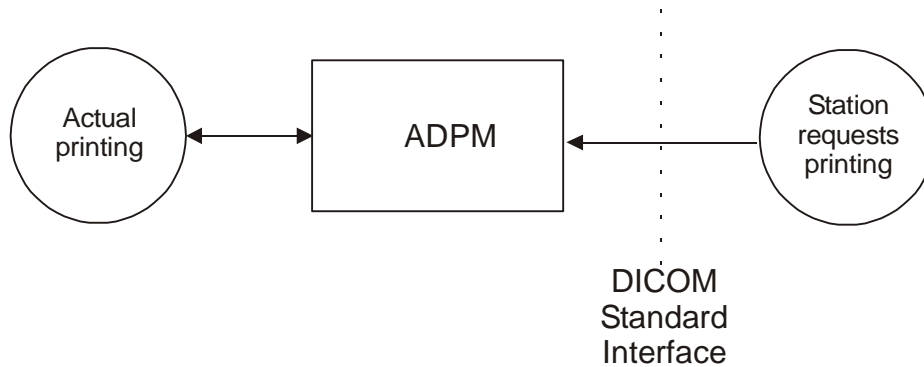 Actual
printing
ADPM
Station
requests
printing
DICOM
Standard
Interface